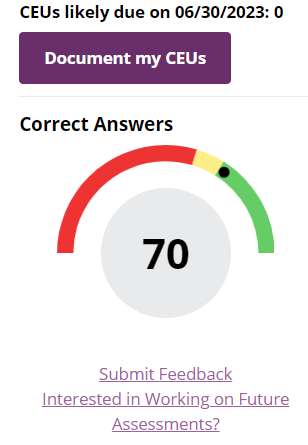 CEUs likely due on 06/30/2023: 0
Document my CEUs
Correct Answers
70
Submit Feedback
Interested in Working on Future
Assessments?